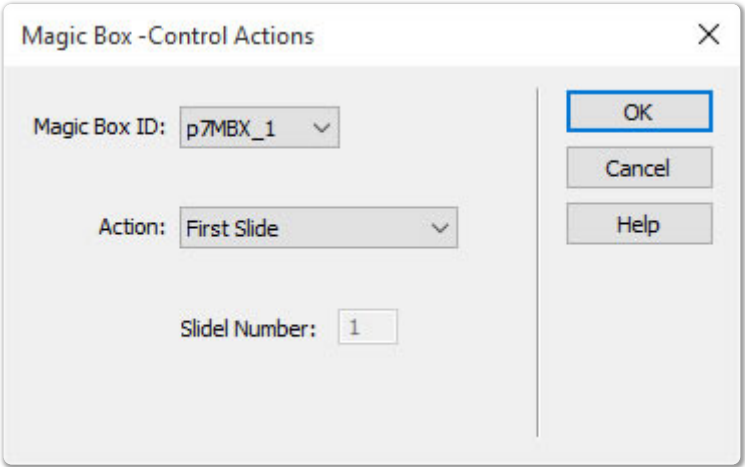 Magic Box -Control Actions
Magic Box ID: p7MBX_1
Action: First Slide
Slidel Number: 1
OK
Cancel
Help